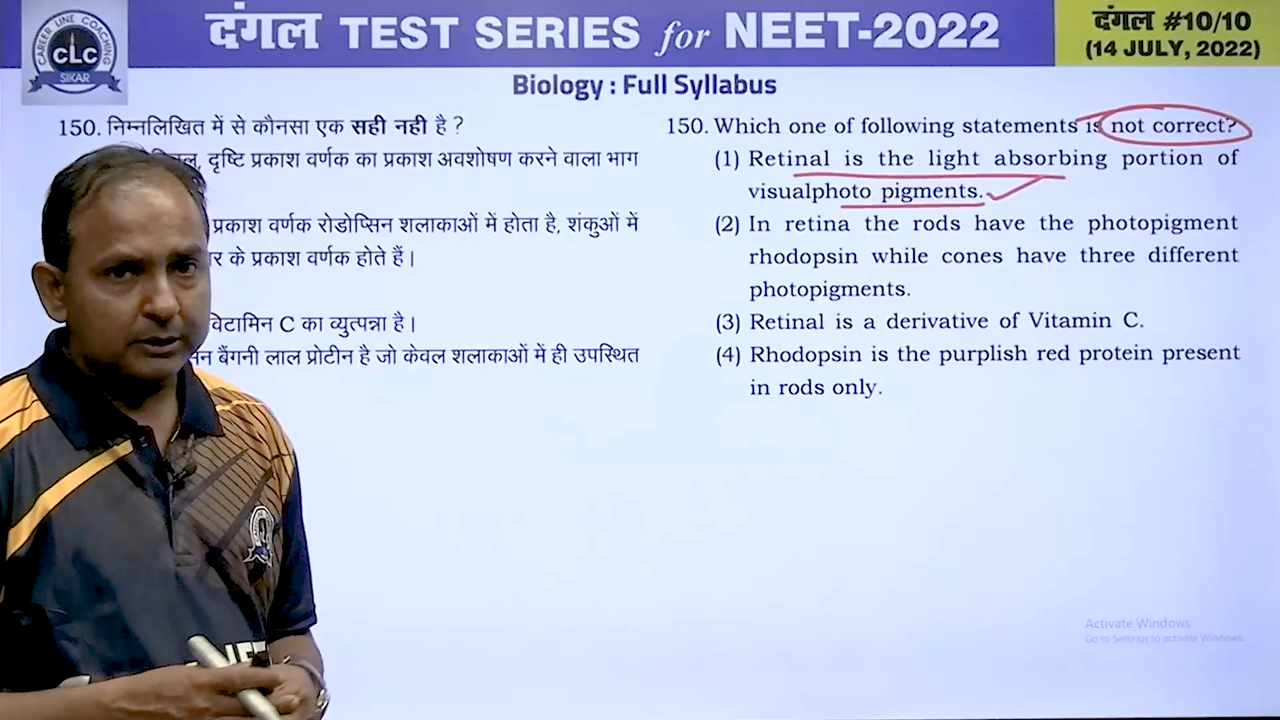 CAREER LINE COACHING
CLC
SIKAR
दंगल TEST SERIES for NEET-2022
दंगल #10/10
(14 JULY, 2022)
Biology : Full Syllabus
150. निम्नलिखित में से कौनसा एक सही नही है ?
दृष्टि प्रकाश वर्णक का प्रकाश अवशोषण करने वाला भाग
प्रकाश वर्णक रोडोप्सिन शलाकाओं में होता है, शंकुओं में
के प्रकाश वर्णक होते हैं।
विटामिन C का व्युत्पन्ना है।
बैंगनी लाल प्रोटीन है जो केवल शलाकाओं में ही उपस्थित
150. Which one of following statements is not correct?
(1) Retinal is the light absorbing portion of
visualphoto pigments.
(2) In retina the rods have the photopigment
rhodopsin while cones have three different
photopigments.
(3) Retinal is a derivative of Vitamin C.
(4) Rhodopsin is the purplish red protein present
in rods only.
Activate Windows
Go to Settings to activate Windows.